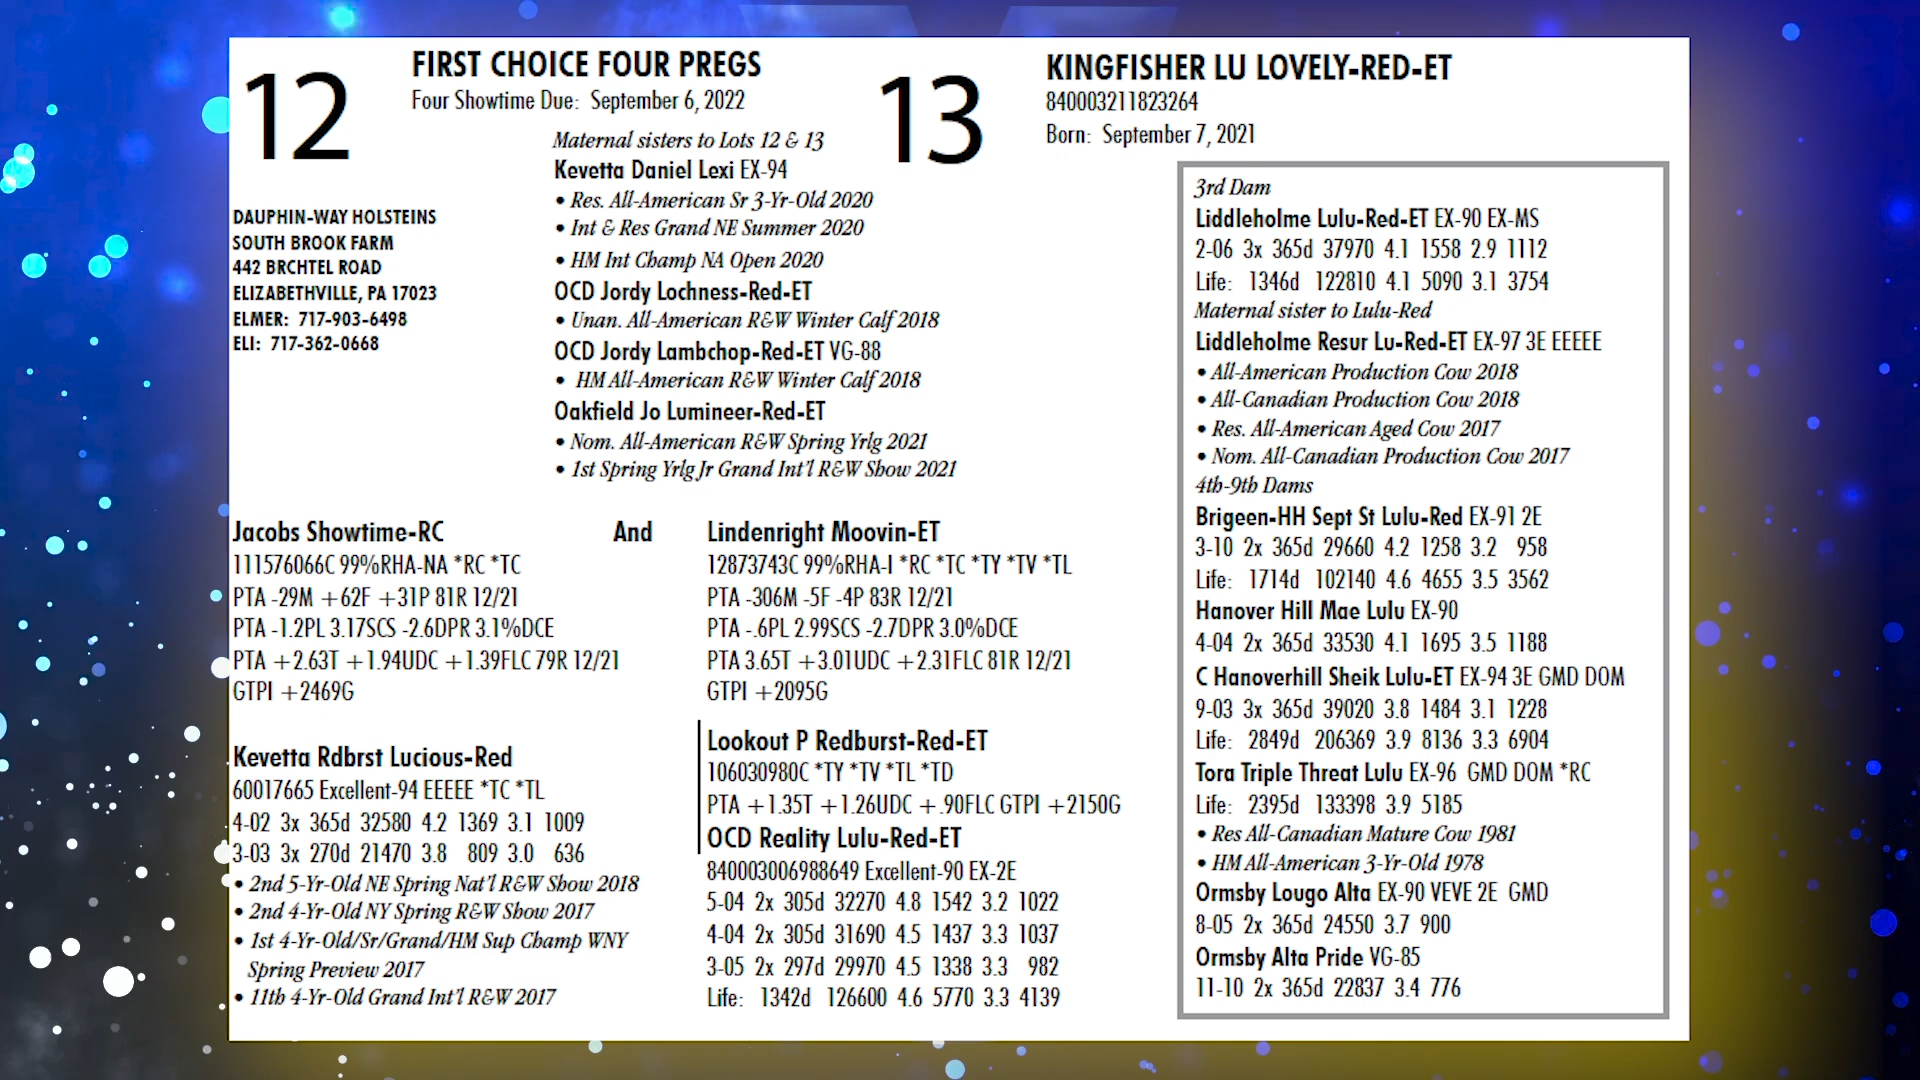 12
FIRST CHOICE FOUR PREGS
Four Showtime Due: September 6, 2022
13
KINGFISHER LU LOVELY-RED-ET
840003211823264
Born: September 7, 2021
DAUPHIN-WAY HOLSTEINS
SOUTH BROOK FARM
442 BRCHTEL ROAD
ELIZABETHVILLE, PA 17023
ELMER: 717-903-6498
ELI: 717-362-0668
Maternal sisters to Lots 12 & 13
Kevetta Daniel Lexi EX-94
• Res. All-American Sr 3-Yr-Old 2020
• Int & Res Grand NE Summer 2020
• HM Int Champ NA Open 2020
OCD Jordy Lochness-Red-ET
• Unan. All-American R&W Winter Calf 2018
OCD Jordy Lambchop-Red-ET VG-88
• HM All-American R&W Winter Calf 2018
Oakfield Jo Lumineer-Red-ET
• Nom. All-American R&W Spring Yrlg 2021
• 1st Spring Yrlg Jr Grand Int'l R&W Show 2021
Jacobs Showtime-RC
111576066C 99%RHA-NA *RC *TC
PTA -29M +62F +31P 81R 12/21
PTA -1.2PL 3.17SCS -2.6DPR 3.1%DCE
PTA +2.63T +1.94UDC +1.39FLC 79R 12/21
GTPI +2469G
And
Lindenright Moovin-ET
12873743C 99%RHA-I *RC *TC *TY *TV *TL
PTA -306M -5F -4P 83R 12/21
PTA -.6PL 2.99SCS -2.7DPR 3.0%DCE
PTA 3.65T +3.01UDC +2.31FLC 81R 12/21
GTPI +2095G
Kevetta Rdbrst Lucious-Red
60017665 Excellent-94 EEEEE *TC *TL
4-02 3x 365d 32580 4.2 1369 3.1 1009
3-03 3x 270d 21470 3.8 809 3.0 636
• 2nd 5-Yr-Old NE Spring Nat'l R&W Show 2018
• 2nd 4-Yr-Old NY Spring R&W Show 2017
• 1st 4-Yr-Old/Sr/Grand/HM Sup Champ WNY
Spring Preview 2017
• 11th 4-Yr-Old Grand Int'l R&W 2017
Lookout P Redburst-Red-ET
106030980C *TY *TV *TL *TD
PTA +1.35T +1.26UDC +.90FLC GTPI +2150G
OCD Reality Lulu-Red-ET
840003006988649 Excellent-90 EX-2E
5-04 2x 305d 32270 4.8 1542 3.2 1022
4-04 2x 305d 31690 4.5 1437 3.3 1037
3-05 2x 297d 29970 4.5 1338 3.3 982
Life: 1342d 126600 4.6 5770 3.3 4139
3rd Dam
Liddleholme Lulu-Red-ET EX-90 EX-MS
2-06 3x 365d 37970 4.1 1558 2.9 1112
Life: 1346d 122810 4.1 5090 3.1 3754
Maternal sister to Lulu-Red
Liddleholme Resur Lu-Red-ET EX-97 3E EEEEE
• All-American Production Cow 2018
• All-Canadian Production Cow 2018
• Res. All-American Aged Cow 2017
• Nom. All-Canadian Production Cow 2017
4th-9th Dams
Brigeen-HH Sept St Lulu-Red EX-91 2E
3-10 2x 365d 29660 4.2 1258 3.2 958
Life: 1714d 102140 4.6 4655 3.5 3562
Hanover Hill Mae Lulu EX-90
4-04 2x 365d 33530 4.1 1695 3.5 1188
C Hanoverhill Sheik Lulu-ET EX-94 3E GMD DOM
9-03 3x 365d 39020 3.8 1484 3.1 1228
Life: 2849d 206369 3.9 8136 3.3 6904
Tora Triple Threat Lulu EX-96 GMD DOM *RC
Life: 2395d 133398 3.9 5185
• Res All-Canadian Mature Cow 1981
• HM All-American 3-Yr-Old 1978
Ormsby Lougo Alta EX-90 VEVE 2E GMD
8-05 2x 365d 24550 3.7 900
Ormsby Alta Pride VG-85
11-10 2x 365d 22837 3.4 776